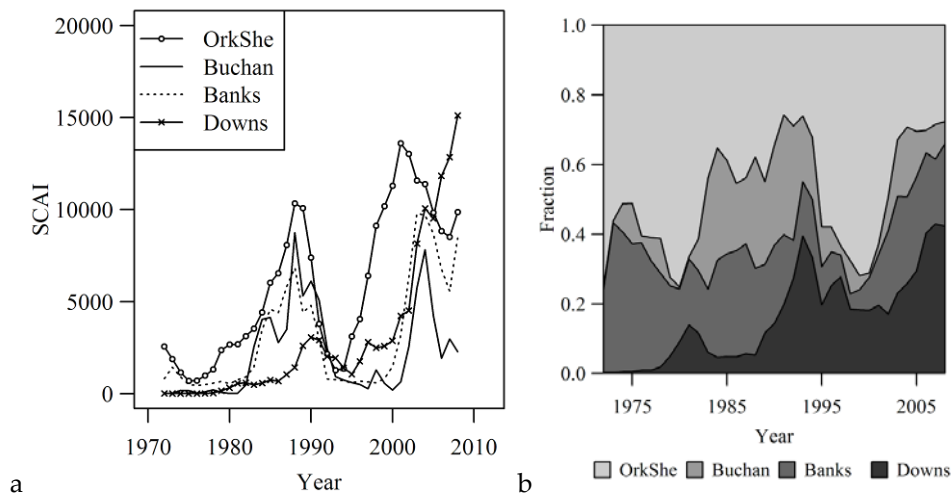 20000
15000
10000
5000
0
SCAI
OrkShe
Buchan
Banks
Downs
1970 1980 1990 2000 2010
Year
a
1.0
0.8
0.6
0.4
0.2
0.0
Fraction
1975 1985 1995 2005
Year
OrkShe Buchan Banks Downs
b